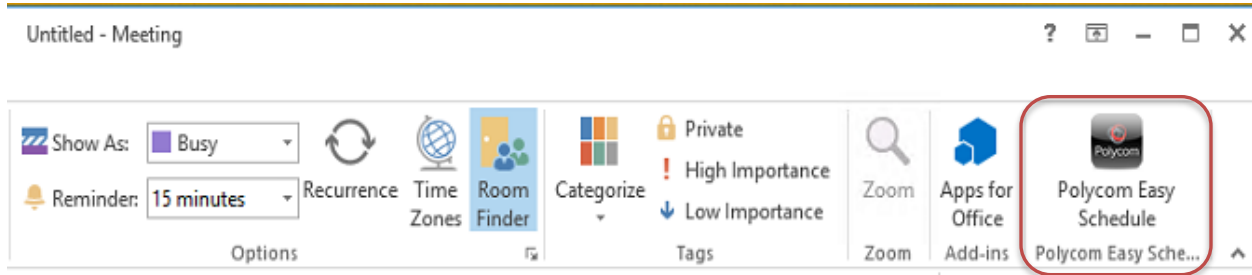 Untitled - Meeting
?
Show As:
Busy
Reminder:
15 minutes
Recurrence
Time
Zones
Room
Finder
Options
Categorize
Private
High Importance
Low Importance
Tags
Zoom
Zoom
Apps for
Office
Add-ins
Polycom
Polycom Easy
Schedule
Polycom Easy Sche...